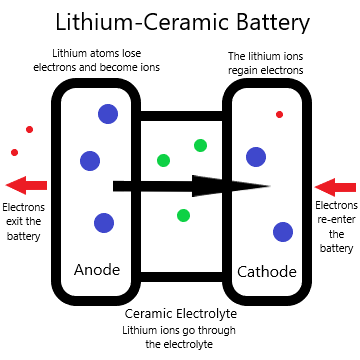 Lithium-Ceramic Battery
Lithium atoms lose
electrons and become ions
The lithium ions
regain electrons
Electrons
exit the
battery
Electrons
re-enter
the
battery
Anode
Cathode
Ceramic Electrolyte
Lithium ions go through
the electrolyte